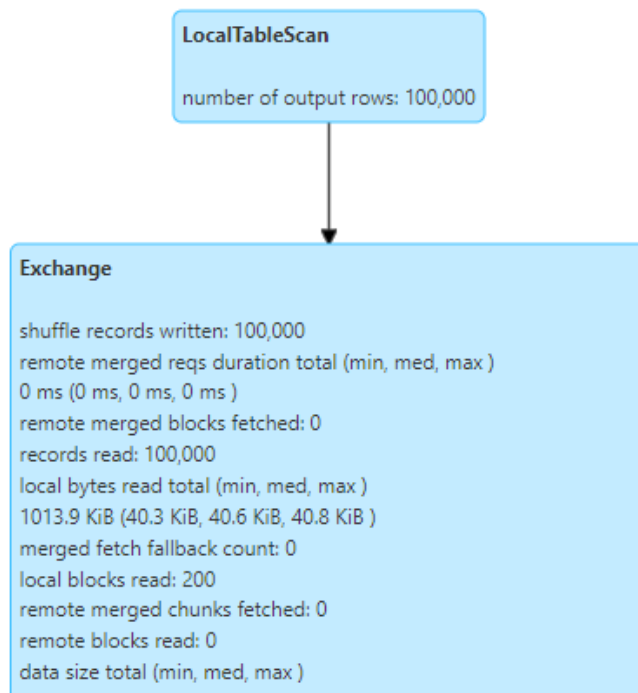 LocalTableScan
number of output rows: 100,000
Exchange
shuffle records written: 100,000
remote merged reqs duration total (min, med, max )
0 ms (0 ms, 0 ms, 0 ms )
remote merged blocks fetched: 0
records read: 100,000
local bytes read total (min, med, max )
1013.9 KiB (40.3 KiB, 40.6 KiB, 40.8 KiB )
merged fetch fallback count: 0
local blocks read: 200
remote merged chunks fetched: 0
remote blocks read: 0
data size total (min, med, max )